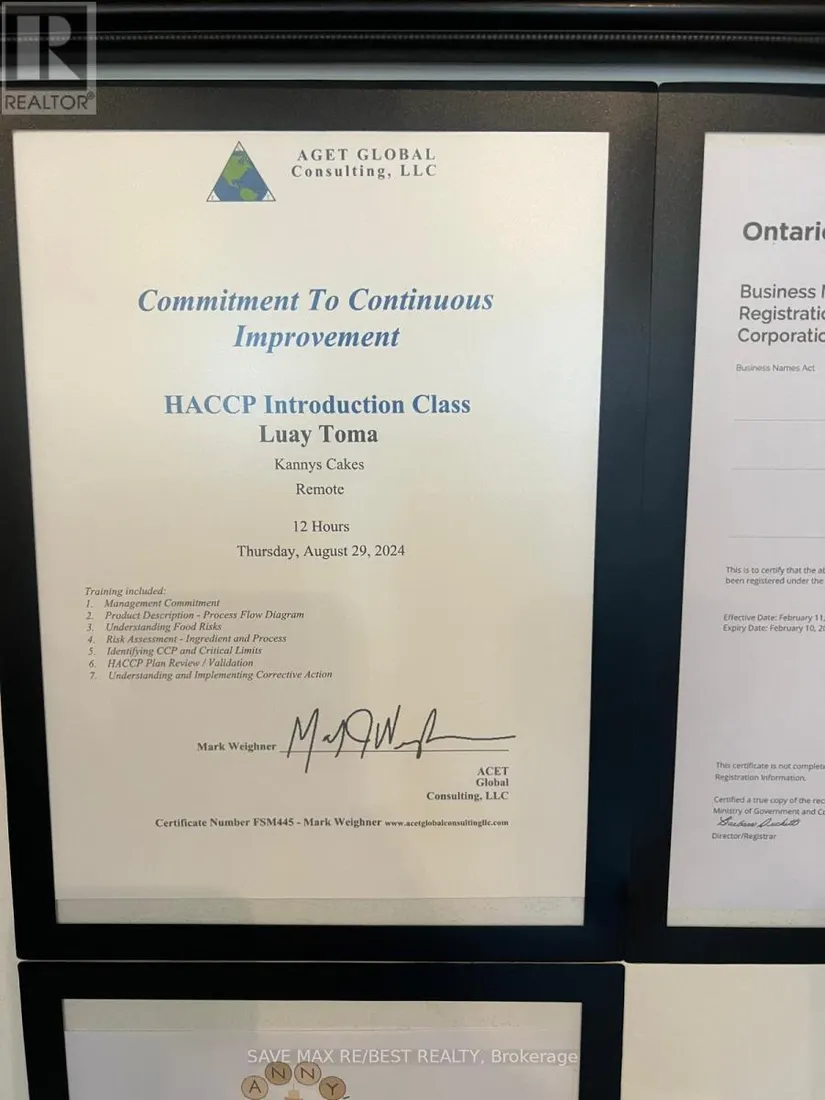 REALTOR®
AGET GLOBAL
Consulting, LLC
Commitment To Continuous
Improvement
HACCP Introduction Class
Luay Toma
Kannys Cakes
Remote
12 Hours
Thursday, August 29, 2024
Training included:
1. Management Commitment
2. Product Description - Process Flow Diagram
3. Understanding Food Risks
4. Risk Assessment - Ingredient and Process
5. Identifying CCP and Critical Limits
6. HACCP Plan Review / Validation
7. Understanding and Implementing Corrective Action
Mark Weighner
ACET
Global
Consulting, LLC
Certificate Number FSM445 - Mark Weighner www.acetglobalconsultingllc.com
Business
Registratio
Corporatio
Business Names Act
This is to certify that the
been registered under the
Effective Date: February 11,
Expiry Date: February 10,
This certificate is not
Registration Information.
Certified a true copy of the
Ministry of Government and
Director/Registrar
SAVE MAX RE/BEST REALTY, Brokerage
ANNY